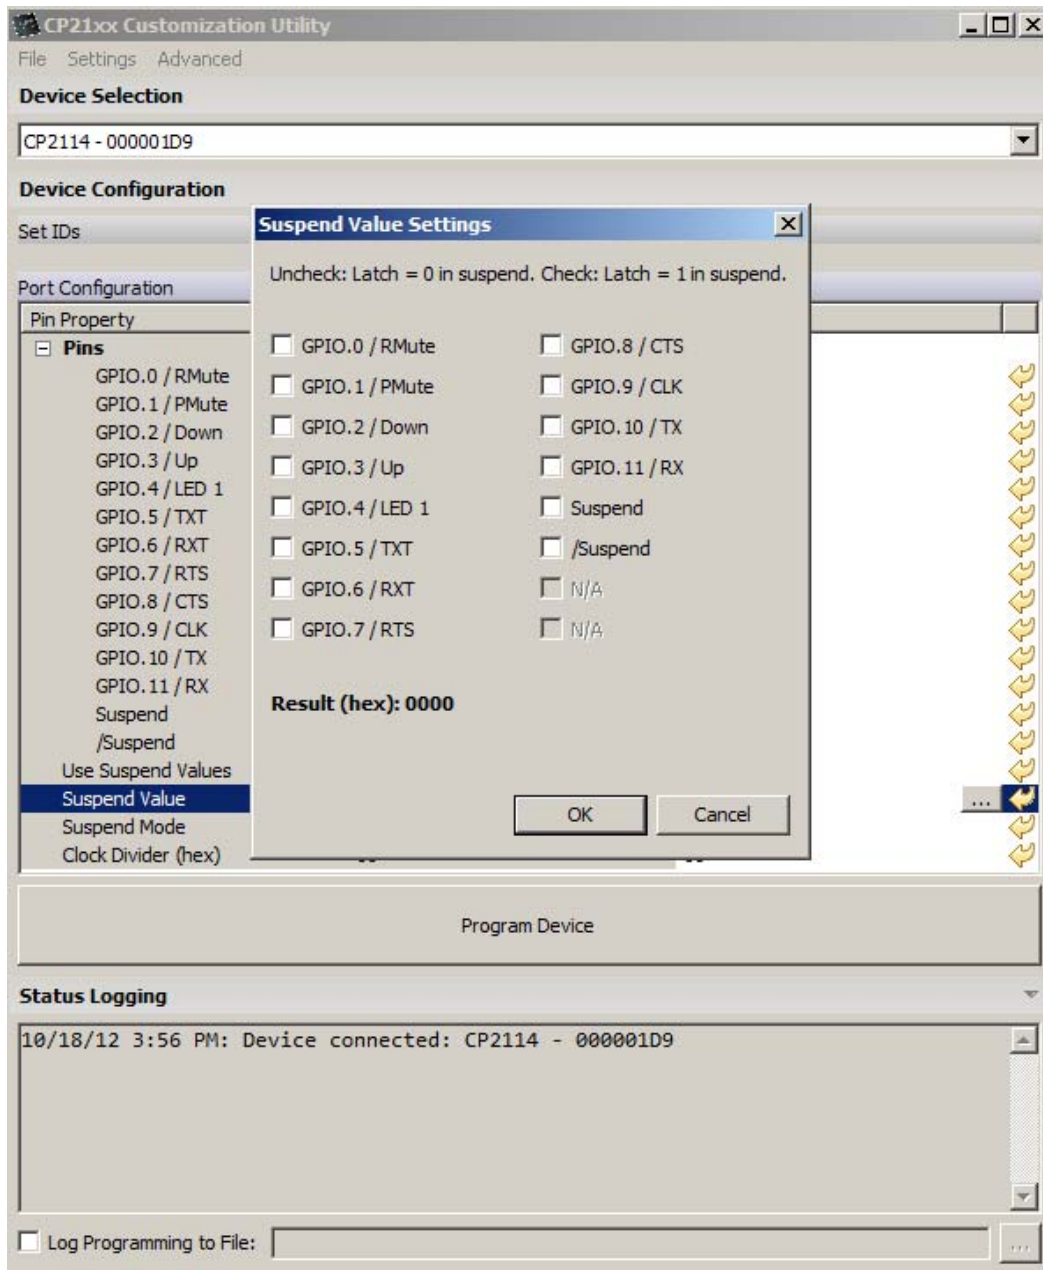 CP21xx Customization Utility
File Settings Advanced
Device Selection
CP2114 - 000001D9
Device Configuration
Set IDs
Port Configuration
Pin Property
Pins
GPIO.0 / RMute
GPIO.1 / PMute
GPIO.2 / Down
GPIO.3 / Up
GPIO.4 / LED 1
GPIO.5 / TXT
GPIO.6 / RXT
GPIO.7 / RTS
GPIO.8 / CTS
GPIO.9 / CLK
GPIO.10 / TX
GPIO.11 / RX
Suspend
/Suspend
Use Suspend Values
Suspend Value
...
Suspend Mode
Clock Divider (hex)
Suspend Value Settings
Uncheck: Latch = 0 in suspend. Check: Latch = 1 in suspend.
GPIO.0 / RMute
GPIO.1 / PMute
GPIO.2 / Down
GPIO.3 / Up
GPIO.4 / LED 1
GPIO.5 / TXT
GPIO.6 / RXT
GPIO.7 / RTS
GPIO.8 / CTS
GPIO.9 / CLK
GPIO.10 / TX
GPIO.11 / RX
Suspend
/Suspend
N/A
N/A
Result (hex): 0000
OK Cancel
Program Device
Status Logging
10/18/12 3:56 PM: Device connected: CP2114 - 000001D9
Log Programming to File:
...